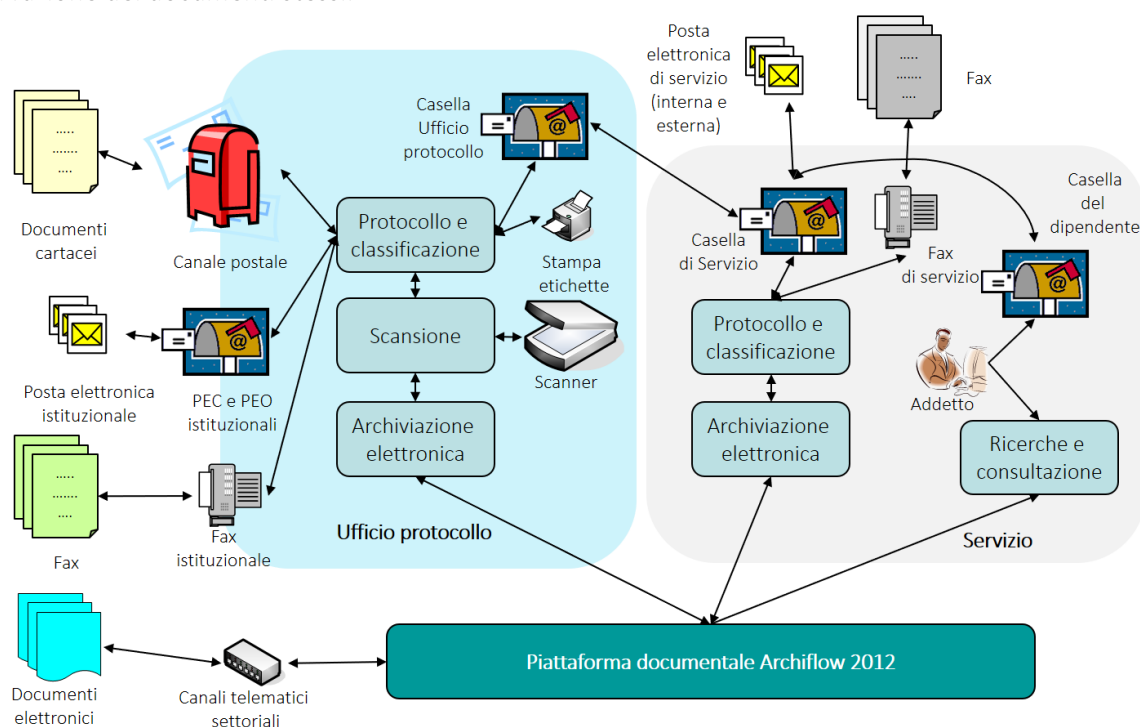 Posta
elettronica
di servizio
(interna e
esterna)
Fax
Casella
Ufficio
protocollo
Documenti
cartacei
Canale postale
Protocollo e
classificazione
Stampa
etichette
Casella
di Servizio
Fax
di servizio
Casella
del
dipendente
Posta elettronica
istituzionale
PEC e PEO
istituzionali
Scansione
Scanner
Protocollo e
classificazione
Addetto
Archiviazione
elettronica
Archiviazione
elettronica
Ricerche e
consultazione
Fax
Fax
istituzionale
Ufficio protocollo
Servizio
Documenti
elettronici
Canali telematici
settoriali
Piattaforma documentale Archiflow 2012